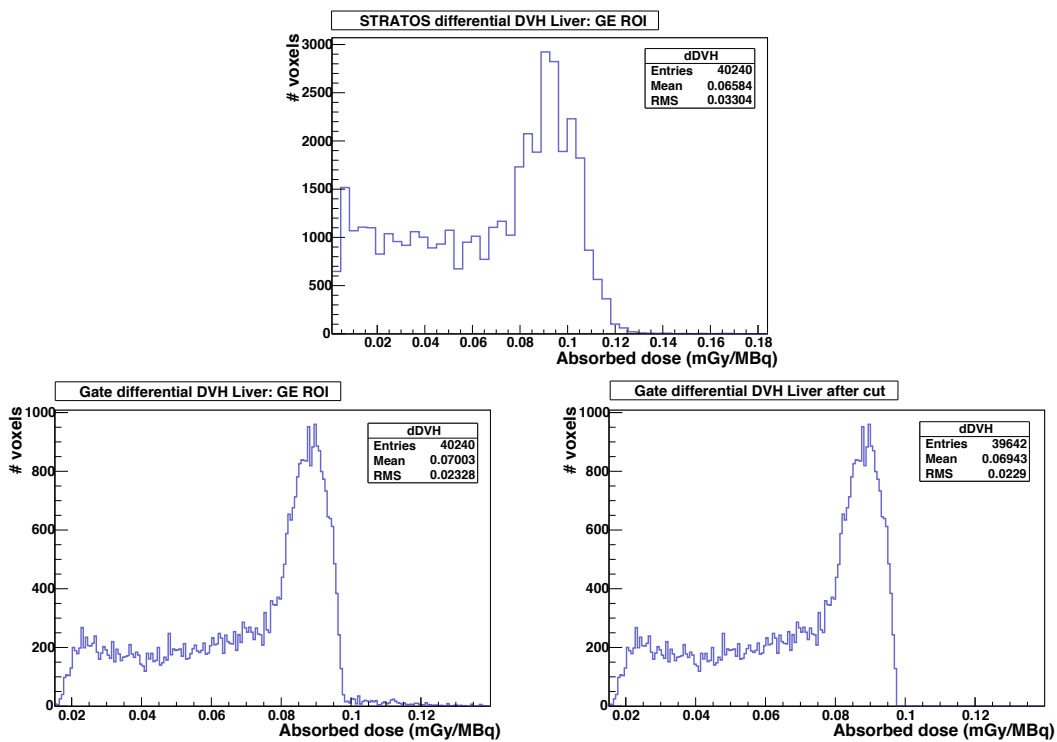 STRATOS differential DVH Liver: GE ROI
# voxels
3000
2500
2000
1500
1000
500
0
dDVH
Entries 40240
Mean 0.06584
RMS 0.03304
0.02 0.04 0.06 0.08 0.1 0.12 0.14 0.16 0.18
Absorbed dose (mGy/MBq)
Gate differential DVH Liver: GE ROI
# voxels
1000
800
600
400
200
0
dDVH
Entries 40240
Mean 0.07003
RMS 0.02328
0.02 0.04 0.06 0.08 0.1 0.12
Absorbed dose (mGy/MBq)
Gate differential DVH Liver after cut
# voxels
1000
800
600
400
200
0
dDVH
Entries 39642
Mean 0.06943
RMS 0.0229
0.02 0.04 0.06 0.08 0.1 0.12
Absorbed dose (mGy/MBq)